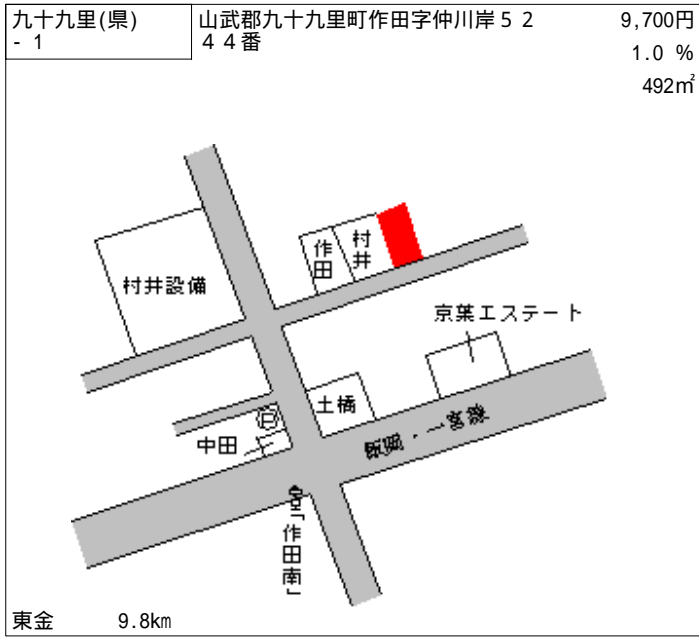 九十九里(県)
- 1
山武郡九十九里町作田字仲川岸５２
４４番
9,700円
1.0 %
492㎡
村井設備
作田
村井
京葉エステート
土橋
中田
飯岡・一宮線
「作田南」
東金 9.8km